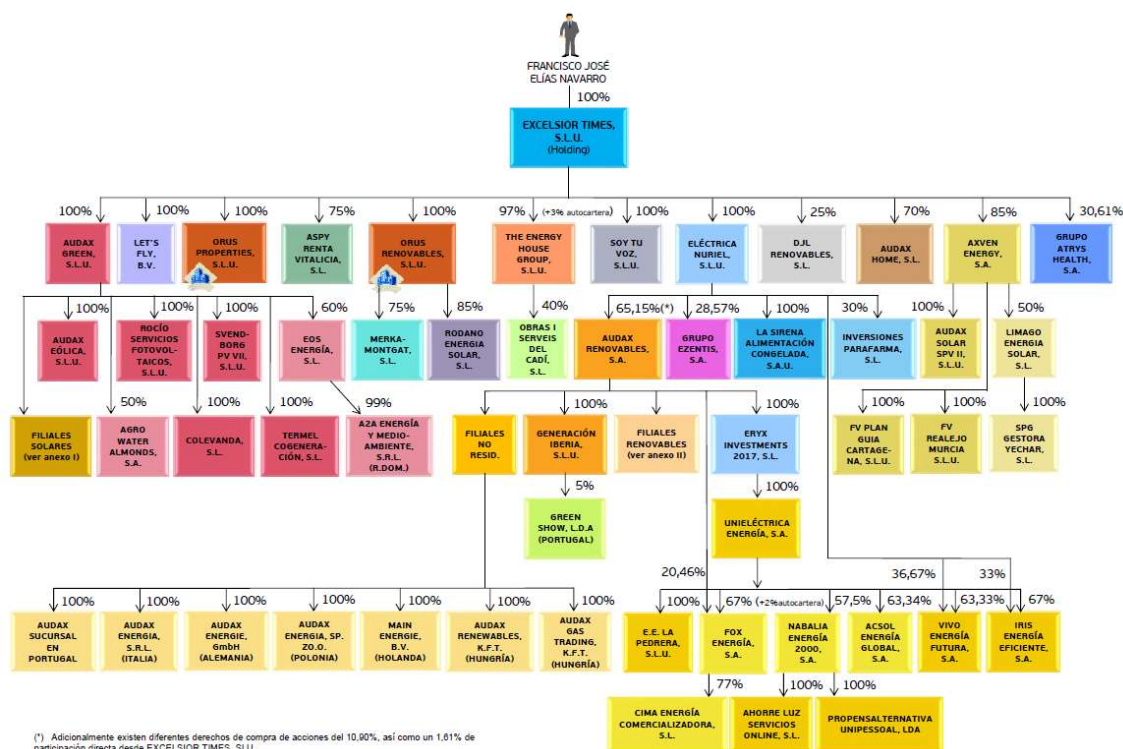 FRANCISCO JOSÉ
ELÍAS NAVARRO
100%
EXCELSIOR TIMES,
S.L.U.
(Holding)
100%
100%
100%
75%
100%
97% (+3% autocartera)
100%
100%
25%
70%
85%
30,61%
AUDAX
GREEN,
S.L.U.
LET'S
FLY,
B.V.
ORUS
PROPERTIES,
S.L.U.
ASPY
RENTA
VITALICIA,
S.L.
ORUS
RENOVABLES,
S.L.U.
THE ENERGY
HOUSE
GROUP,
S.L.U.
SOY TU
VOZ,
S.L.U.
ELÉCTRICA
NURIEL,
S.L.U.
DJL
RENOVABLES,
S.L.
AUDAX
HOME, S.L.
AXVEN
ENERGY,
S.A.
GRUPO
ATRYS
HEALTH,
S.A.
100%
100%
100%
60%
75%
85%
40%
65,15%(*)
28,57%
100%
30%
100%
50%
AUDAX
EÓLICA,
S.L.U.
ROCÍO
SERVICIOS
FOTOVOL-
TAICOS,
S.L.U.
SVEND-
BORG
PV VII,
S.L.U.
EOS
ENERGÍA,
S.L.
MERKA-
MONTGAT,
S.L.
RODANO
ENERGIA
SOLAR,
S.L.
OBRAS I
SERVEIS
DEL
CADÍ,
S.L.
AUDAX
RENOVABLES,
S.A.
GRUPO
EZENTIS,
S.A.
LA SIRENA
ALIMENTACIÓN
CONGELADA,
S.A.U.
INVERSIONES
PARAFARMA,
S.L.
AUDAX
SOLAR
SPV II,
S.L.U.
LIMAGO
ENERGIA
SOLAR,
S.L.
50%
100%
100%
99%
100%
100%
100%
100%
100%
FILIALES
SOLARES
(ver anexo I)
AGRO
WATER
ALMONDS,
S.A.
COLEVANDA,
S.L.
TERMEL
COGENERA-
CIÓN, S.L.
A2A ENERGÍA
Y MEDIO-
AMBIENTE,
S.R.L.
(R.DOM.)
FILIALES
NO
RESID.
GENERACIÓN
IBERIA,
S.L.U.
FILIALES
RENOVABLES
(ver anexo II)
ERYX
INVESTMENTS
2017, S.L.
FV PLAN
GUIA
CARTAGE-
NA, S.L.U.
FV
REALEJO
MURCIA
S.L.U.
SPG
GESTORA
YECHAR, S.L.
5%
100%
GREEN
SHOW, L.D.A
(PORTUGAL)
UNIELÉCTRICA
ENERGÍA, S.A.
20,46%
36,67%
33%
100%
100%
100%
100%
100%
100%
100%
100%
67% (+2%autocartera)
57,5%
63,34%
63,33%
67%
AUDAX
SUCURSAL
EN
PORTUGAL
AUDAX
ENERGIA,
S.R.L.
(ITALIA)
AUDAX
ENERGIE,
GmbH
(ALEMANIA)
AUDAX
ENERGIA, SP.
ZO.O.
(POLONIA)
MAIN
ENERGIE,
B.V.
(HOLANDA)
AUDAX
RENEWABLES,
K.F.T.
(HUNGRÍA)
AUDAX
GAS
TRADING,
K.F.T.
(HUNGRÍA)
E.E. LA
PEDRERA,
S.L.U.
FOX
ENERGÍA,
S.A.
NABALIA
ENERGÍA
2000,
S.A.
ACSOL
ENERGÍA
GLOBAL,
S.A.
VIVO
ENERGÍA
FUTURA,
S.A.
IRIS
ENERGÍA
EFICIENTE,
S.A.
77%
100%
100%
CIMA ENERGÍA
COMERCIALIZADORA,
S.L.
AHORRE LUZ
SERVICIOS
ONLINE, S.L.
PROPENSALTERNATIVA
UNIPESSOAL, LDA
(*) Adicionalmente existen diferentes derechos de compra de acciones del 10,90%, así como un 1,61% de
participación directa desde EXCELSIOR TIMES, SLU